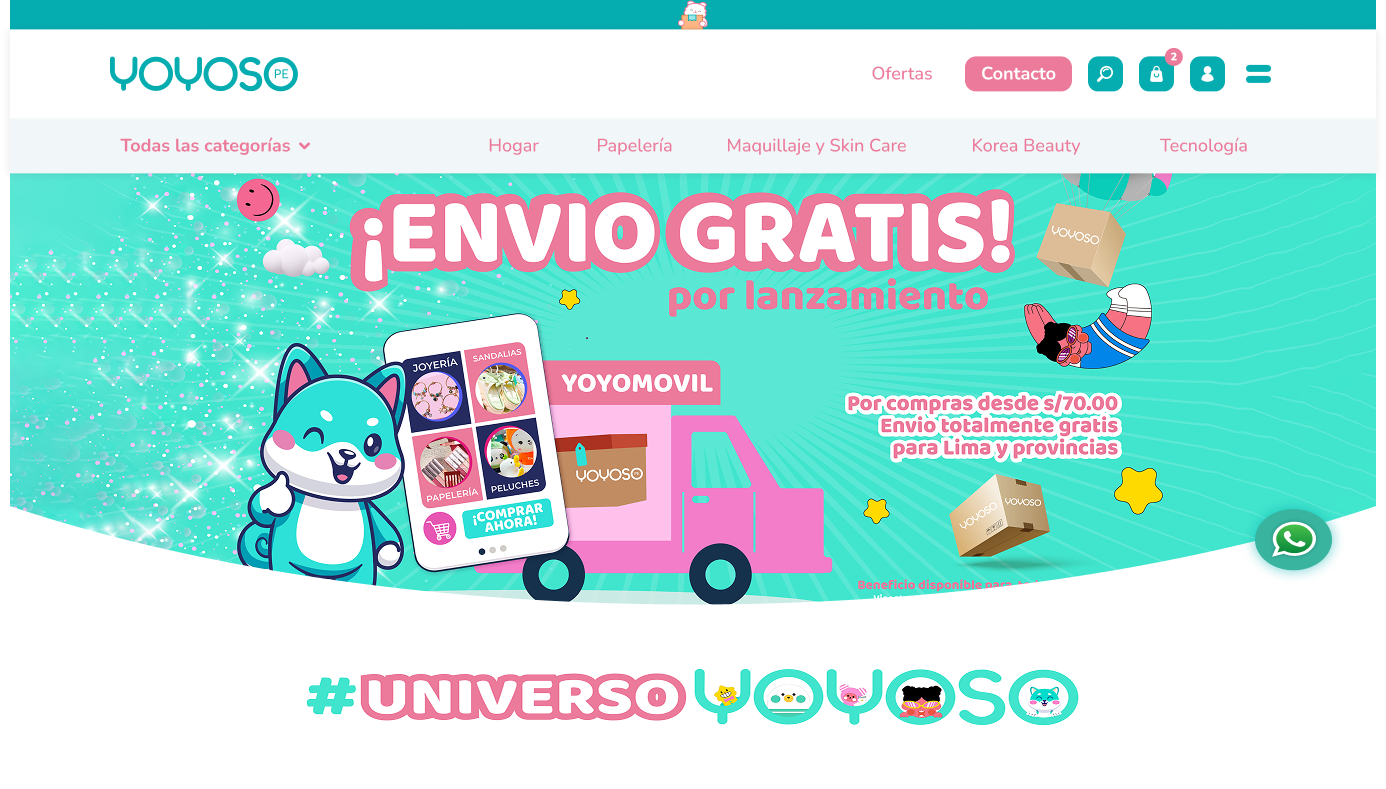 YOYOSO PE
Ofertas
Contacto
2
Todas las categorías
Hogar
Papelería
Maquillaje y Skin Care
Korea Beauty
Tecnología
¡ENVIO GRATIS!
por lanzamiento
YOYOSO
JOYERÍA
SANDALIAS
PAPELERÍA
PELUCHES
¡COMPRAR
AHORA!
YOYOMOVIL
YOYOSO PE
Por compras desde s/70.00
Envio totalmente gratis
para Lima y provincias
YOYOSO
YOYOSO
Beneficio disponible para
#UNIVERSO YOYOSO